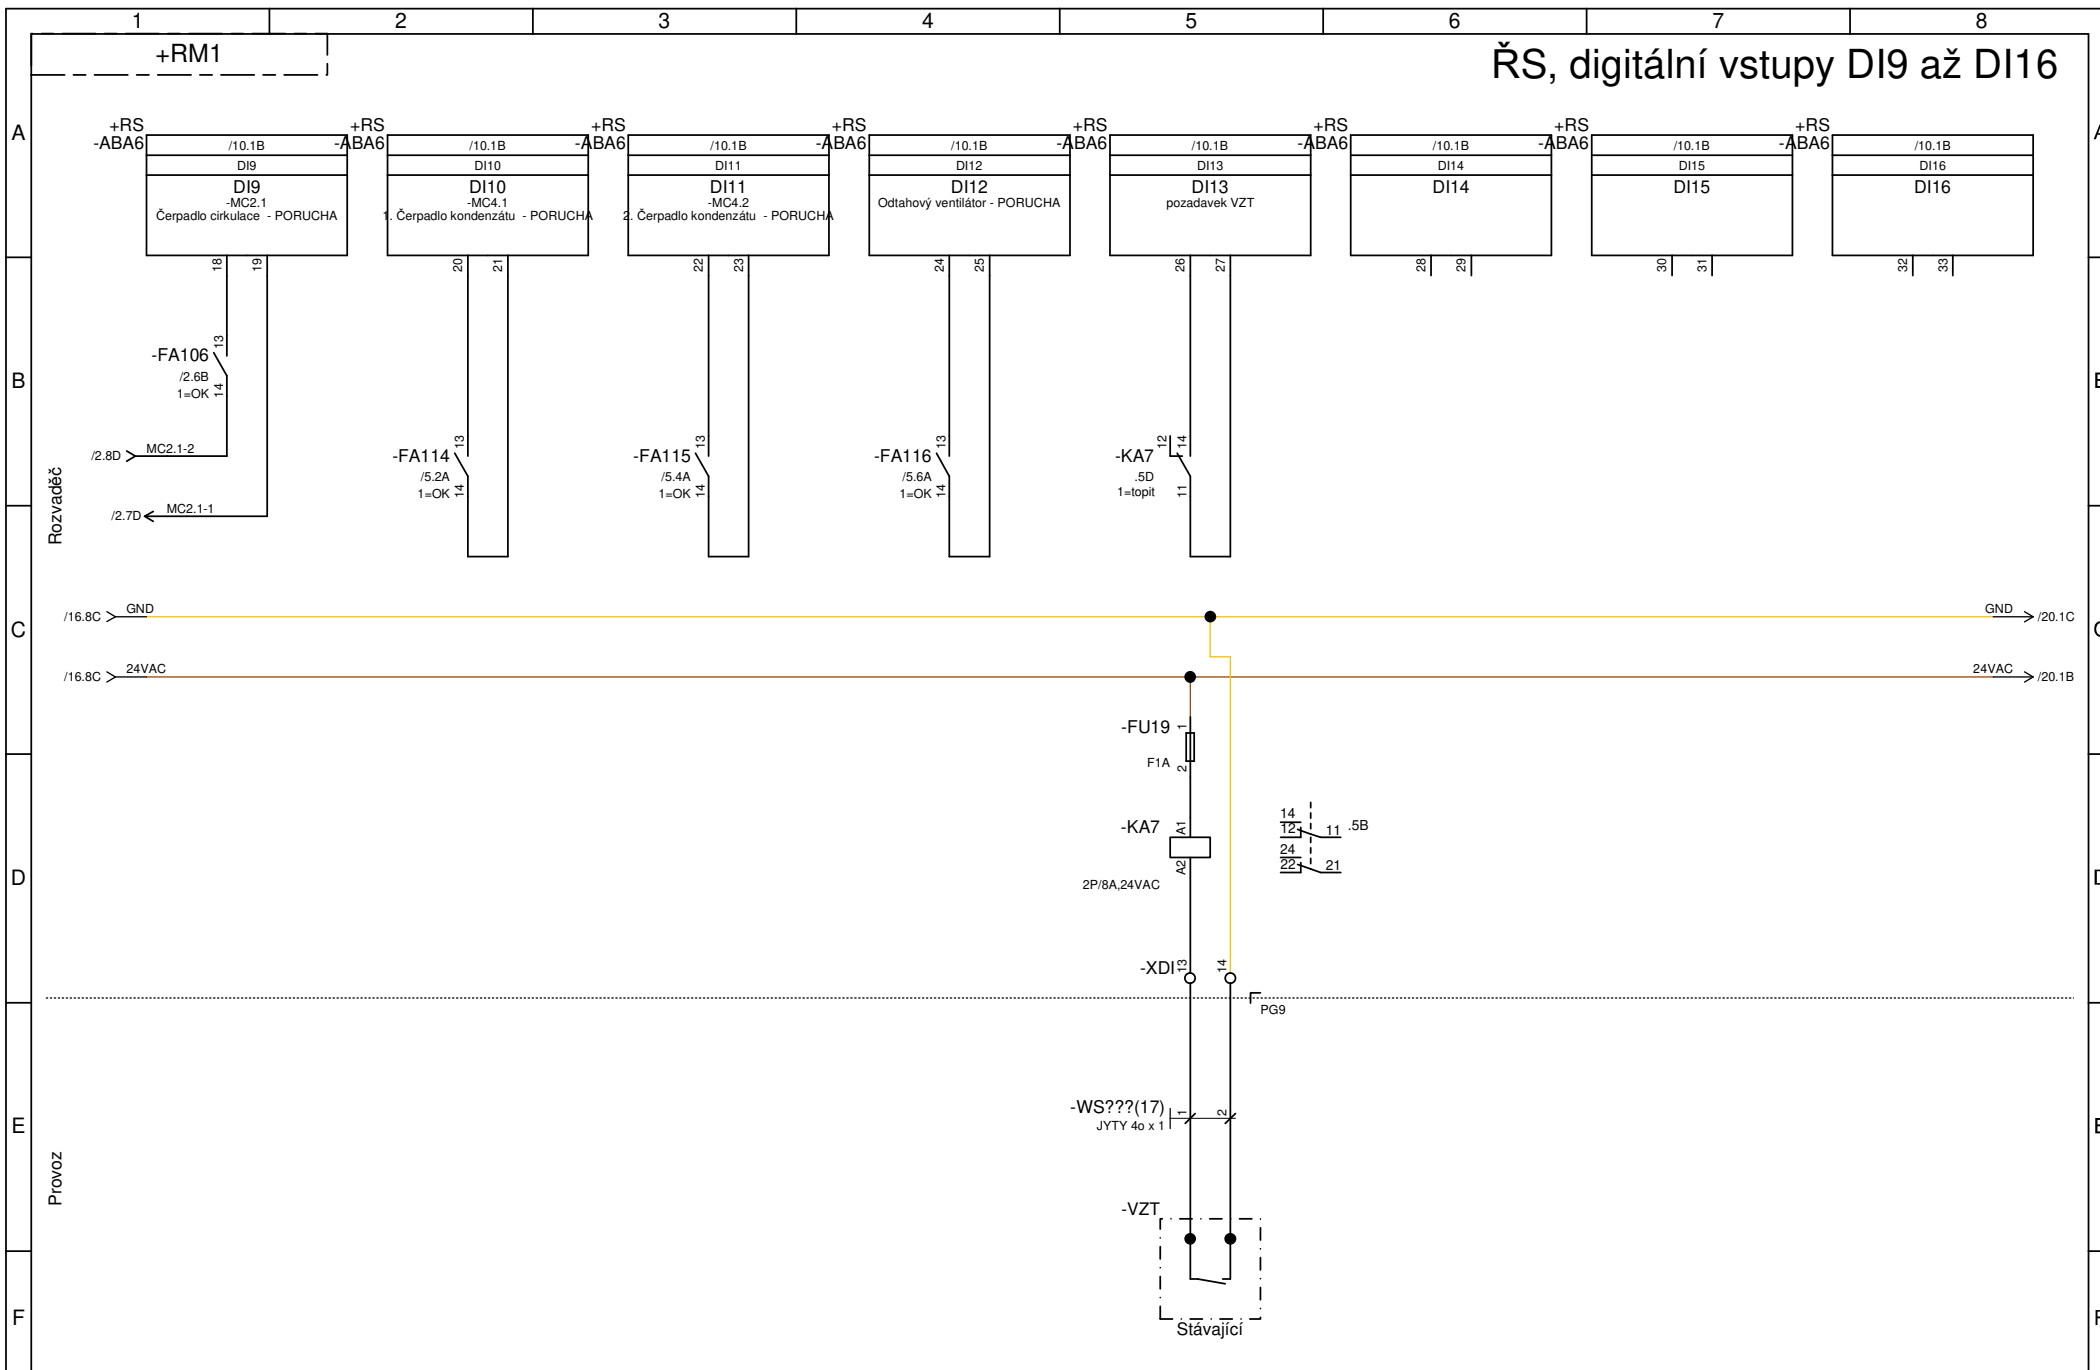 1 2 3 4 5 6 7 8
+RM1
ŘS, digitální vstupy DI9 až DI16
A
+RS +RS +RS +RS +RS +RS +RS +RS
-ABA6 -ABA6 -ABA6 -ABA6 -ABA6 -ABA6 -ABA6 -ABA6
/10.1B /10.1B /10.1B /10.1B /10.1B /10.1B /10.1B /10.1B
DI9 DI10 DI11 DI12 DI13 DI14 DI15 DI16
DI9 DI10 DI11 DI12 DI13 DI14 DI15 DI16
-MC2.1 -MC4.1 -MC4.2 Odtahový ventilátor - PORUCHA pozadavek VZT
Čerpadlo cirkulace - PORUCHA 1. Čerpadlo kondenzátu - PORUCHA 2. Čerpadlo kondenzátu - PORUCHA
18 19 20 21 22 23 24 25 26 27 28 29 30 31 32 33
B
13
-FA106
/2.6B
1=OK 14
/2.8D MC2.1-2
/2.7D MC2.1-1
Rozvaděč
13
-FA114
/5.2A
1=OK 14
13
-FA115
/5.4A
1=OK 14
13
-FA116
/5.6A
1=OK 14
12 14
-KA7
.5D
1=topit 11
C
/16.8C GND GND /20.1C
/16.8C 24VAC 24VAC /20.1B
-FU19 1
F1A 2
D
-KA7 A1
A2
2P/8A,24VAC
14
12 11 .5B
24
22 21
-XDI 13 14
PG9
E
-WS???(17) 1 2
JYTY 4o x 1
Provoz
-VZT
F
Stávající